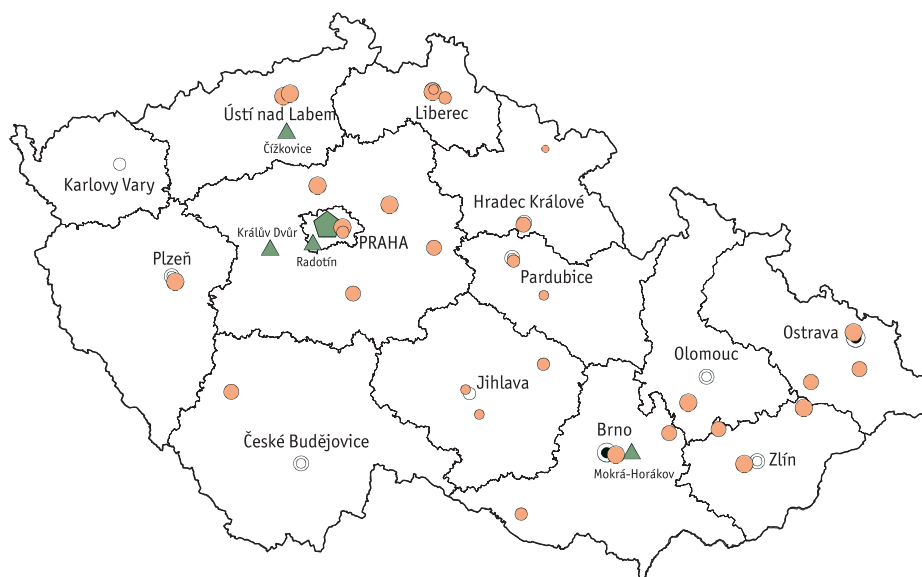 Ústí nad Labem
Liberec
Čížkovice
Karlovy Vary
Hradec Králové
Králův Dvůr
PRAHA
Radotín
Plzeň
Pardubice
Ostrava
Olomouc
Jihlava
České Budějovice
Brno
Zlín
Mokrá-Horákov